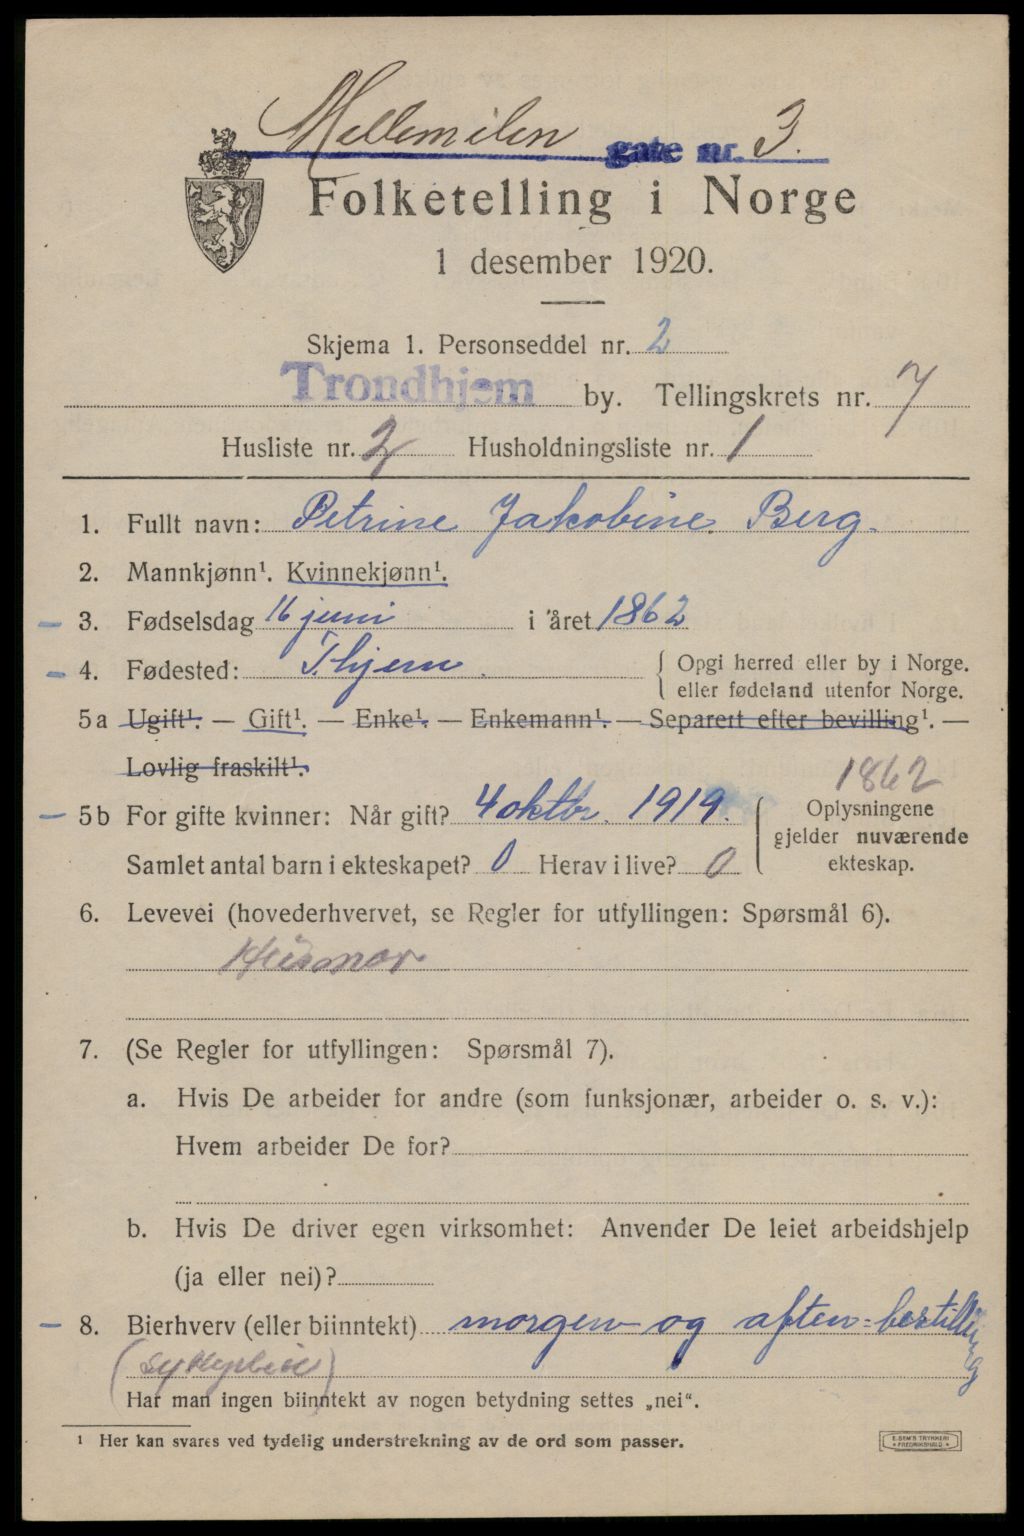 Mellemilen gate nr. 3.
Folketelling i Norge
1 desember 1920.
Skjema 1. Personseddel nr. 2
Trondhjem by. Tellingskrets nr. 7
Husliste nr. 2 Husholdningsliste nr. 1
1. Fullt navn: Petrine Jakobine Berg.
2. Mannkjønn¹. Kvinnekjønn¹.
3. Fødselsdag 16 juni i året 1862
4. Fødested: T.hjem. { Opgi herred eller by i Norge.
eller fødeland utenfor Norge.
5a Ugift¹. — Gift¹. — Enke¹. — Enkemann¹. — Separert efter bevilling¹. —
Lovlig fraskilt¹.
1862
5b For gifte kvinner: Når gift? 4 oktbr. 1919. { Oplysningene
gjelder nuværende
Samlet antal barn i ekteskapet? 0 Herav i live? 0 ekteskap.
6. Levevei (hovederhvervet, se Regler for utfyllingen: Spørsmål 6).
Husmor
7. (Se Regler for utfyllingen: Spørsmål 7).
a. Hvis De arbeider for andre (som funksjonær, arbeider o. s. v.):
Hvem arbeider De for?
b. Hvis De driver egen virksomhet: Anvender De leiet arbeidshjelp
(ja eller nei)?
8. Bierhverv (eller biinntekt) morgen og aften=bestilling
Har man ingen biinntekt av nogen betydning settes „nei“.
¹ Her kan svares ved tydelig understrekning av de ord som passer.
E. SEM'S TRYKKERI
FREDRIKSHALD